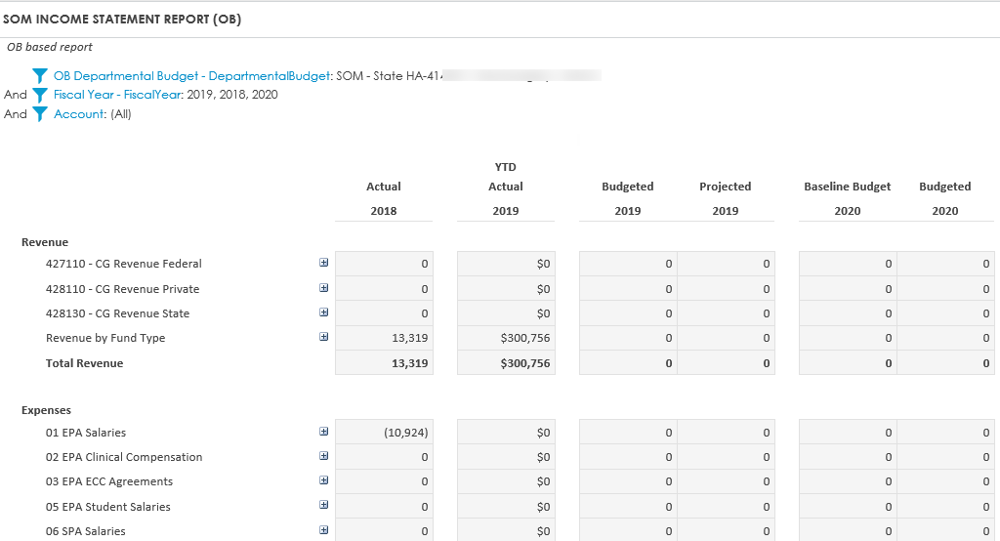 SOM INCOME STATEMENT REPORT (OB)
OB based report
OB Departmental Budget - DepartmentalBudget: SOM - State HA-414
And Fiscal Year - FiscalYear: 2019, 2018, 2020
And Account: (All)
YTD
Actual Actual Budgeted Projected Baseline Budget Budgeted
2018 2019 2019 2019 2020 2020
Revenue
427110 - CG Revenue Federal 0 $0 0 0 0 0
428110 - CG Revenue Private 0 $0 0 0 0 0
428130 - CG Revenue State 0 $0 0 0 0 0
Revenue by Fund Type 13,319 $300,756 0 0 0 0
Total Revenue 13,319 $300,756 0 0 0 0
Expenses
01 EPA Salaries (10,924) $0 0 0 0 0
02 EPA Clinical Compensation 0 $0 0 0 0 0
03 EPA ECC Agreements 0 $0 0 0 0 0
05 EPA Student Salaries 0 $0 0 0 0 0
06 SPA Salaries 0 $0 0 0 0 0